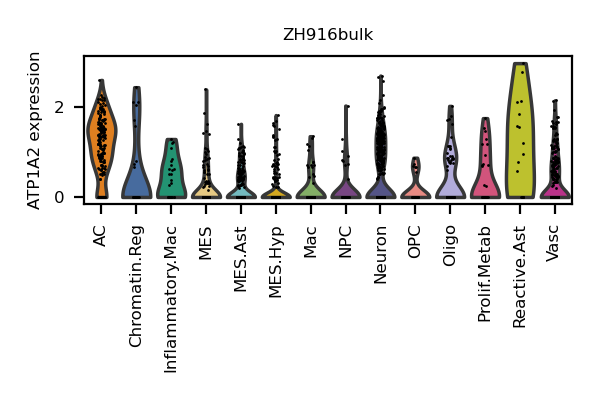 ZH916bulk
ATP1A2 expression
2
0
AC
Chromatin.Reg
Inflammatory.Mac
MES
MES.Ast
MES.Hyp
Mac
NPC
Neuron
OPC
Oligo
Prolif.Metab
Reactive.Ast
Vasc